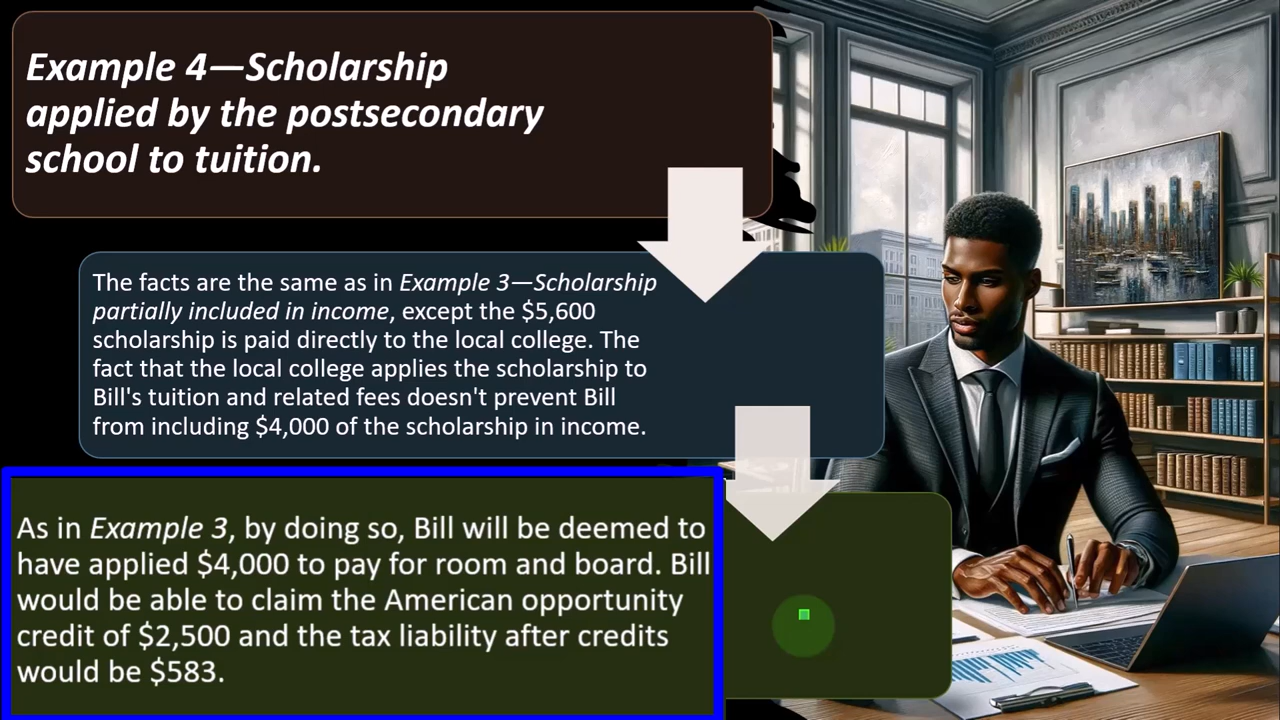 Example 4—Scholarship
applied by the postsecondary
school to tuition.
The facts are the same as in Example 3—Scholarship
partially included in income, except the $5,600
scholarship is paid directly to the local college. The
fact that the local college applies the scholarship to
Bill's tuition and related fees doesn't prevent Bill
from including $4,000 of the scholarship in income.
As in Example 3, by doing so, Bill will be deemed to
have applied $4,000 to pay for room and board. Bill
would be able to claim the American opportunity
credit of $2,500 and the tax liability after credits
would be $583.